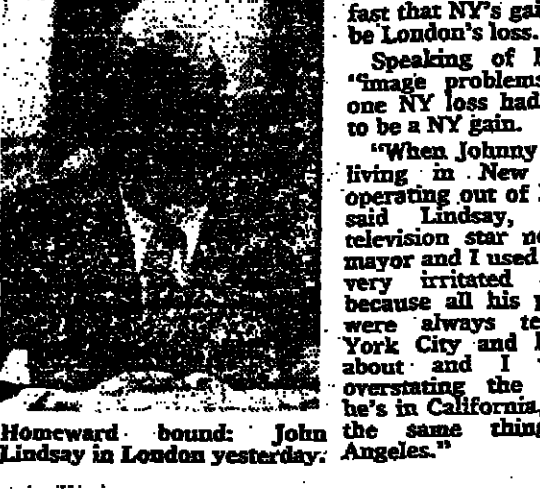 Homeward bound: John
Lindsay in London yesterday.
fast that NY's
be London's loss.
Speaking of
"image problems
one NY loss had
to be a NY gain.
"When Johnny
living in New
operating out of
said Lindsay,
television star
mayor and I used
very irritated
because all his
were always
York City and
about and I
overstating the
he's in California,
the same thing
Angeles."